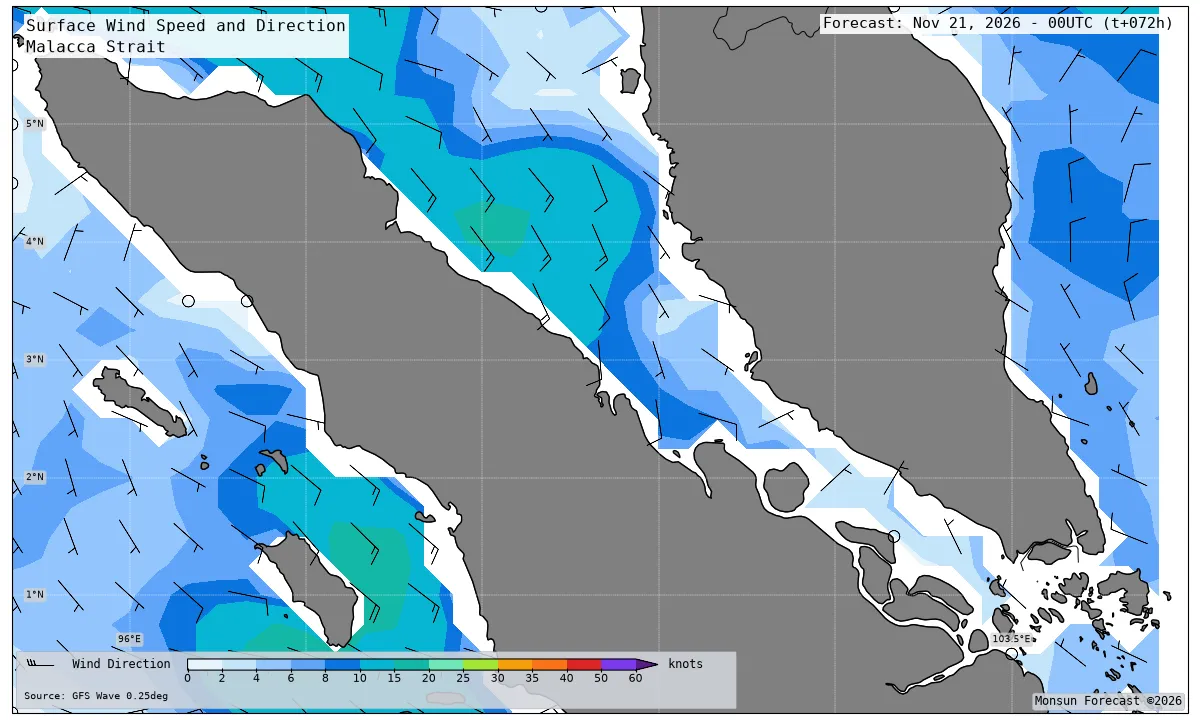 Surface Wind Speed and Direction
Malacca Strait
Forecast: Nov 21, 2026 - 00UTC (t+072h)
5°N
4°N
3°N
2°N
1°N
96°E
103.5°E
Wind Direction
0 2 4 6 8 10 15 20 25 30 35 40 50 60
knots
Source: GFS Wave 0.25deg
Monsun Forecast ©2026